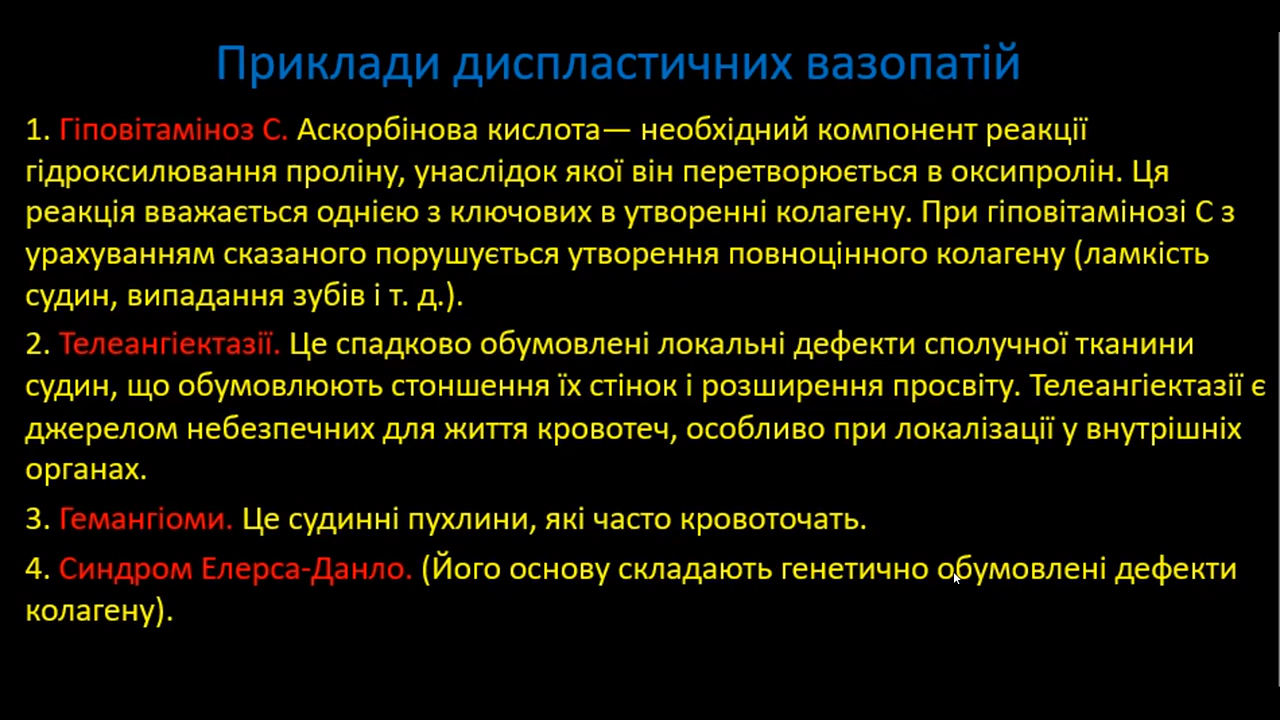 Приклади диспластичних вазопатій
1. Гіповітаміноз С. Аскорбінова кислота— необхідний компонент реакції
гідроксилювання проліну, унаслідок якої він перетворюється в оксипролін. Ця
реакція вважається однією з ключових в утворенні колагену. При гіповітамінозі С з
урахуванням сказаного порушується утворення повноцінного колагену (ламкість
судин, випадання зубів і т. д.).
2. Телеангіектазії. Це спадково обумовлені локальні дефекти сполучної тканини
судин, що обумовлюють стоншення їх стінок і розширення просвіту. Телеангіектазії є
джерелом небезпечних для життя кровотеч, особливо при локалізації у внутрішніх
органах.
3. Гемангіоми. Це судинні пухлини, які часто кровоточать.
4. Синдром Елерса-Данло. (Його основу складають генетично обумовлені дефекти
колагену).